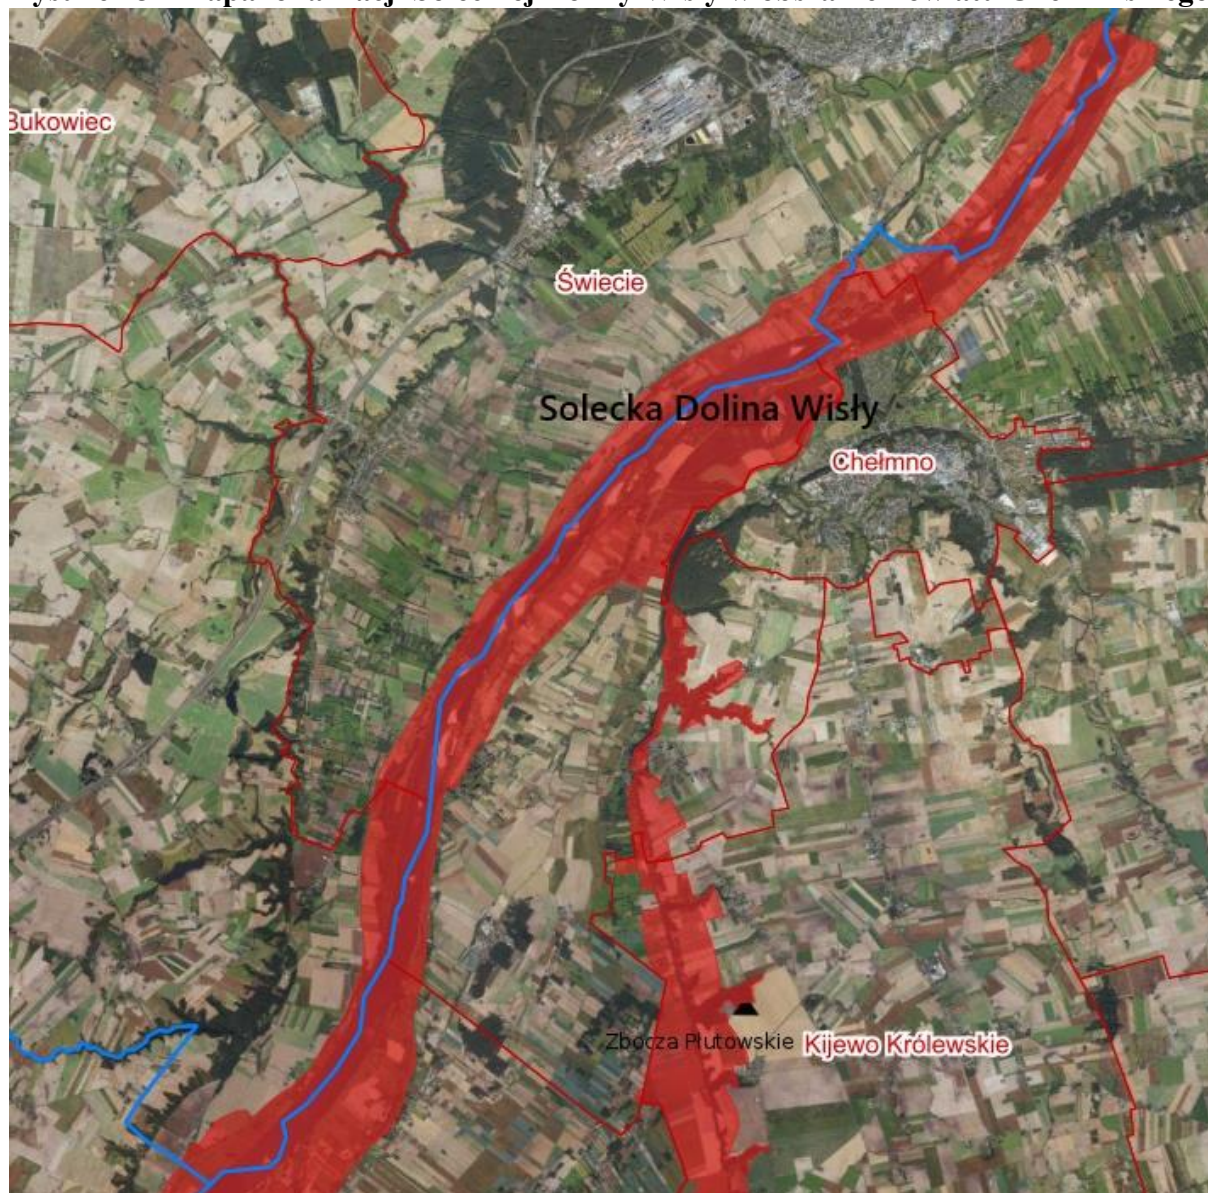 Bukowiec
Świecie
Solecka Dolina Wisły
Chełmno
Zbocza Płutowskie
Kijewo Królewskie